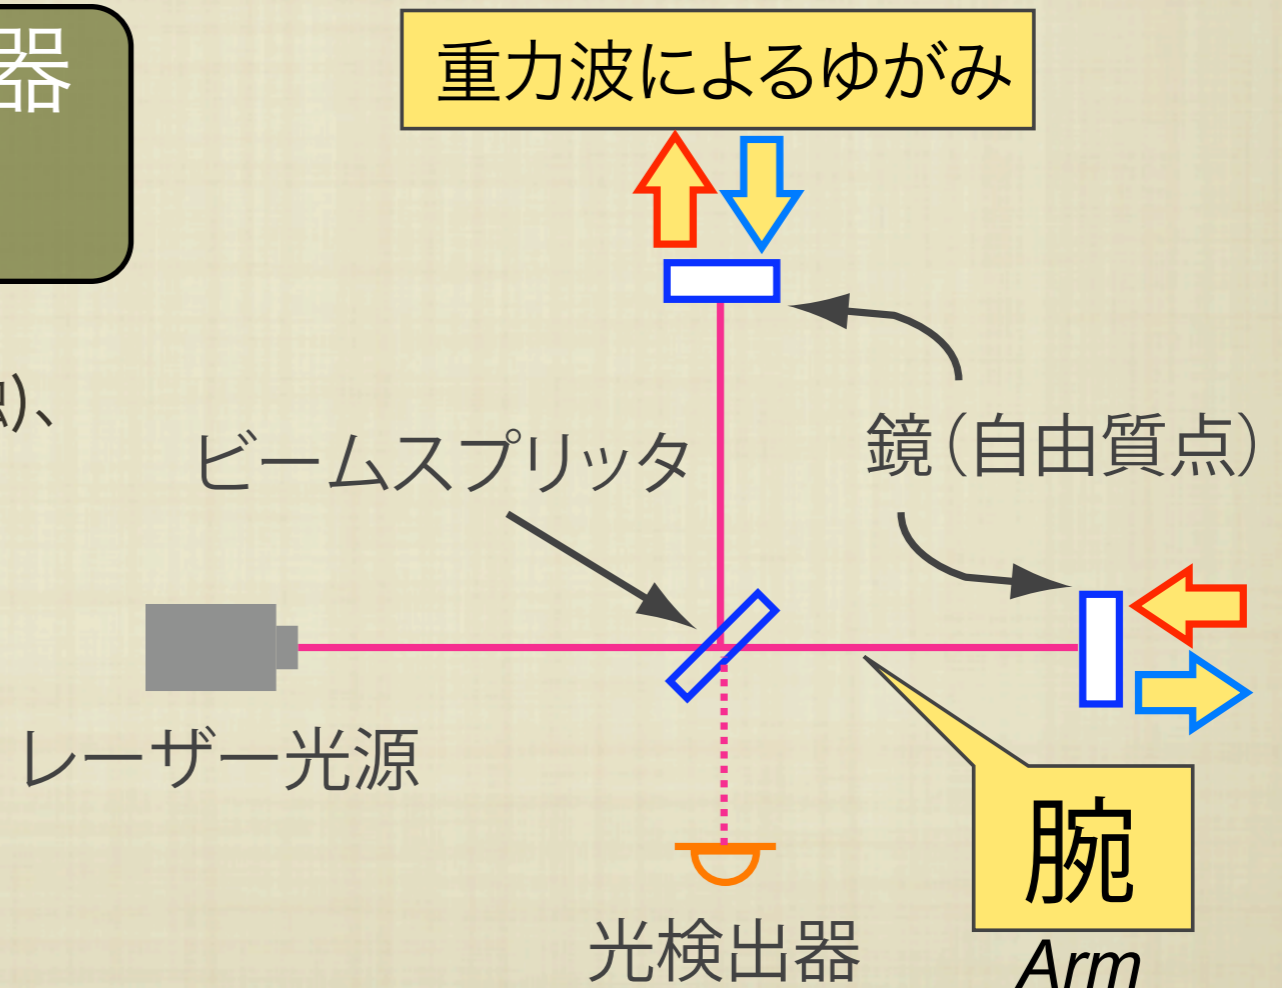 器
重力波によるゆがみ
)、
ビームスプリッタ
鏡（自由質点）
レーザー光源
腕
光検出器
Arm